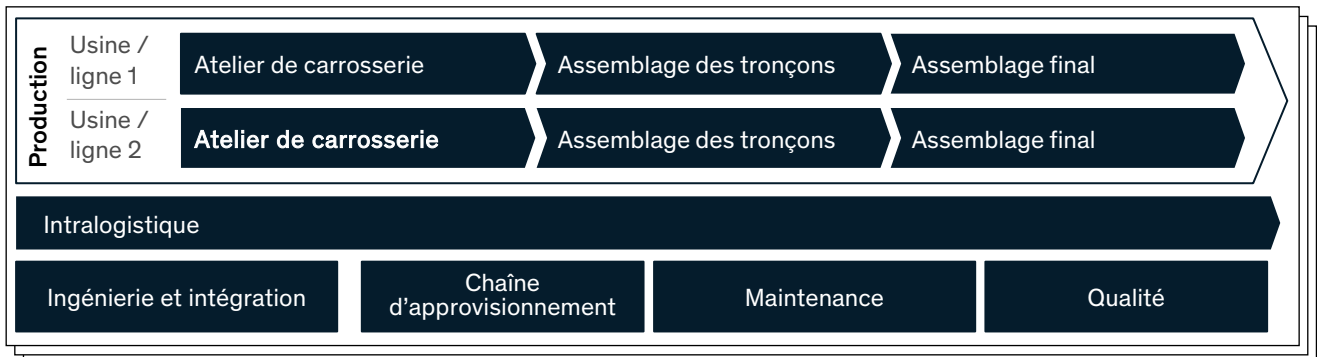 Production
Usine /
ligne 1
Atelier de carrosserie
Assemblage des tronçons
Assemblage final
Usine /
ligne 2
Atelier de carrosserie
Assemblage des tronçons
Assemblage final
Intralogistique
Ingénierie et intégration
Chaîne
d’approvisionnement
Maintenance
Qualité